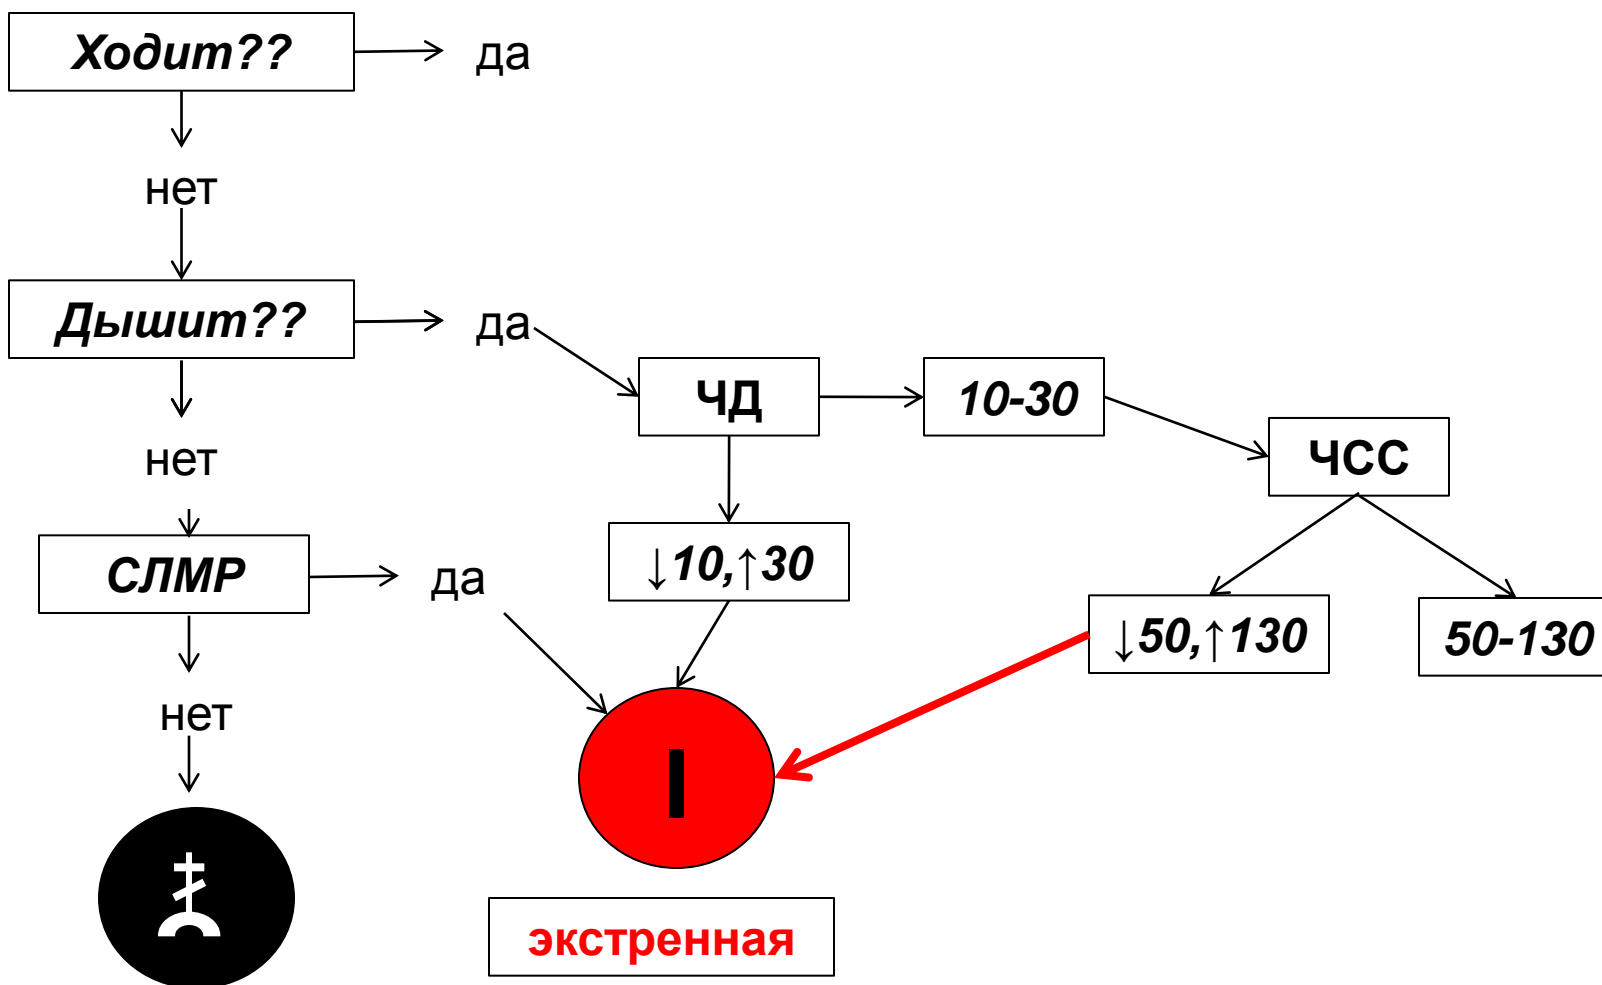 Ходит??
да
нет
Дышит??
да
ЧД
10-30
ЧСС
нет
СЛМР
да
↓10,↑30
↓50,↑130
50-130
нет
I
экстренная